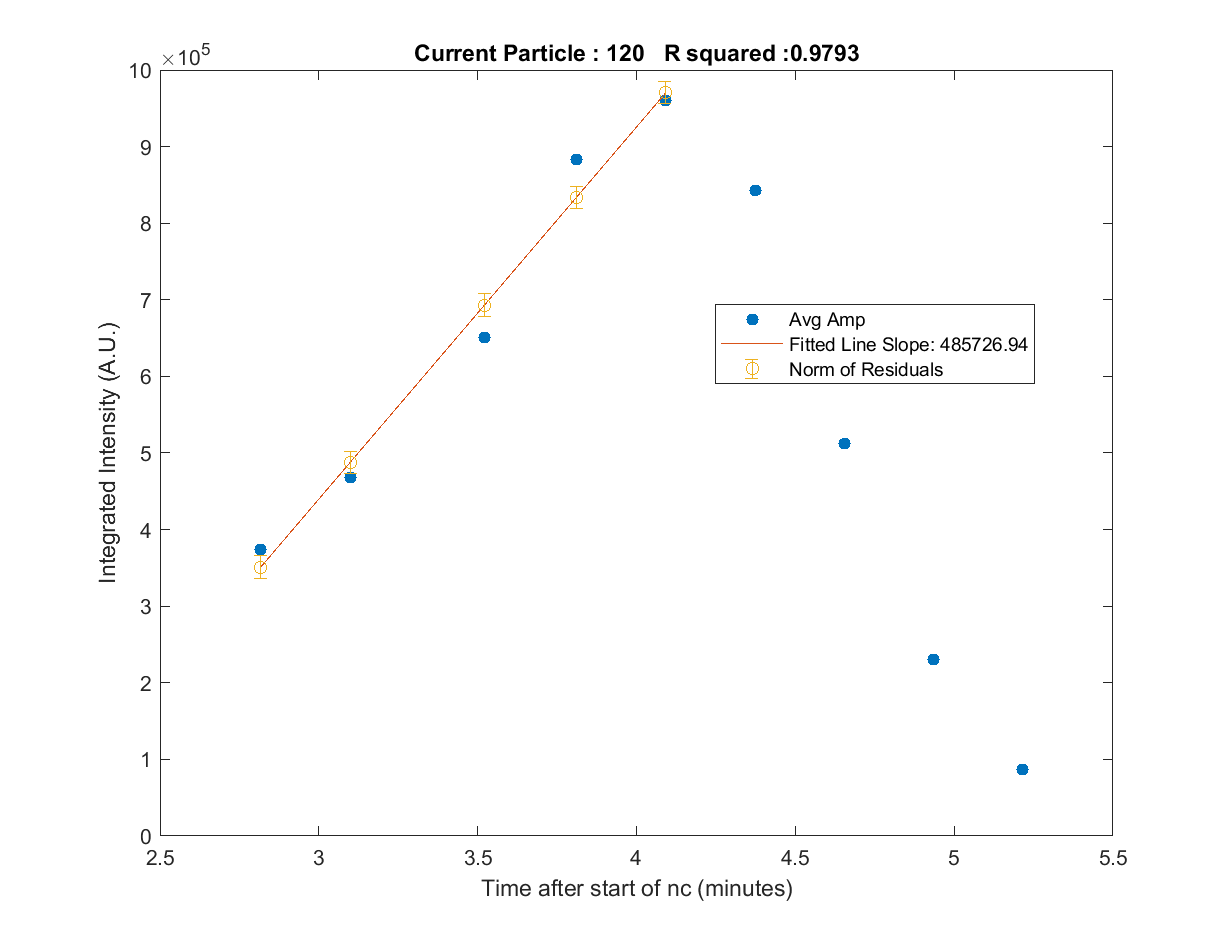 Current Particle : 120   R squared :0.9793
×10⁵
10
9
8
7
6
5
4
3
2
1
0
Integrated Intensity (A.U.)
Avg Amp
Fitted Line Slope: 485726.94
Norm of Residuals
2.5 3 3.5 4 4.5 5 5.5
Time after start of nc (minutes)